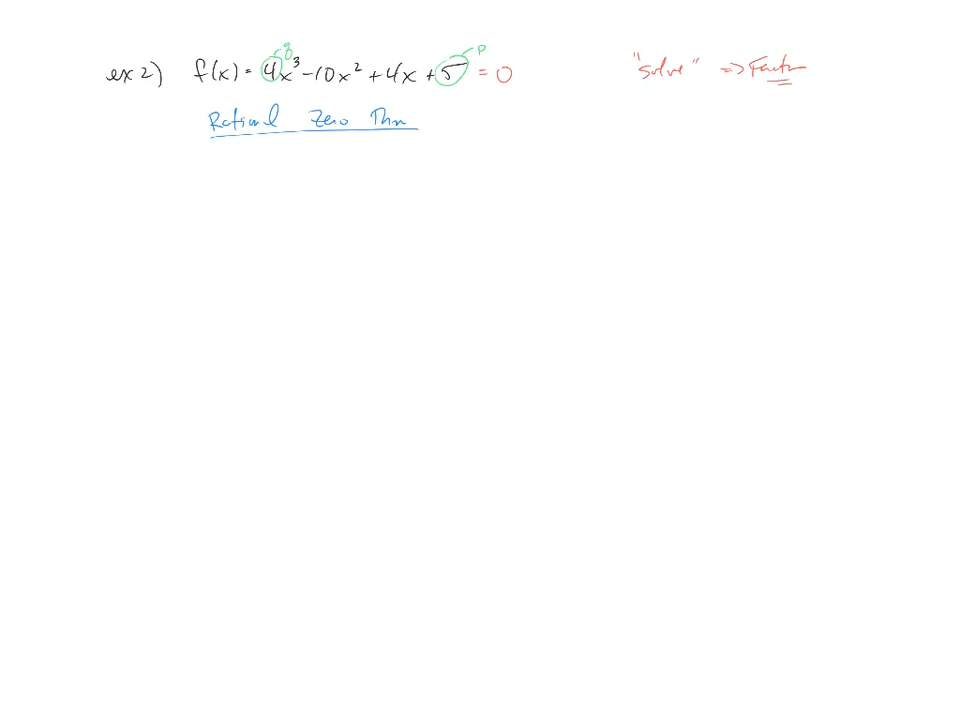 ex 2) f(x) = 4x³ - 10x² + 4x + 5 = 0 "solve" => Factor
q
p
Rational Zero Thm